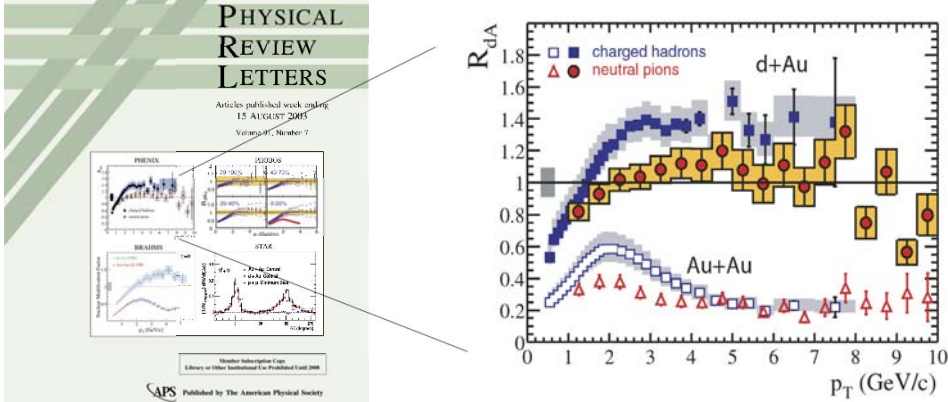 PHYSICAL
REVIEW
LETTERS
Articles published week ending
15 AUGUST 2003
Volume 91, Number 7
PHENIX
PHOBOS
BRAHMS
STAR
Member Subscription Copy
Library or Other Institutional Use Prohibited Until 2008
APS Published by The American Physical Society
R dA
1.8
1.6
1.4
1.2
1
0.8
0.6
0.4
0.2
0
charged hadrons
neutral pions
d+Au
Au+Au
0 1 2 3 4 5 6 7 8 9 10
pT (GeV/c)